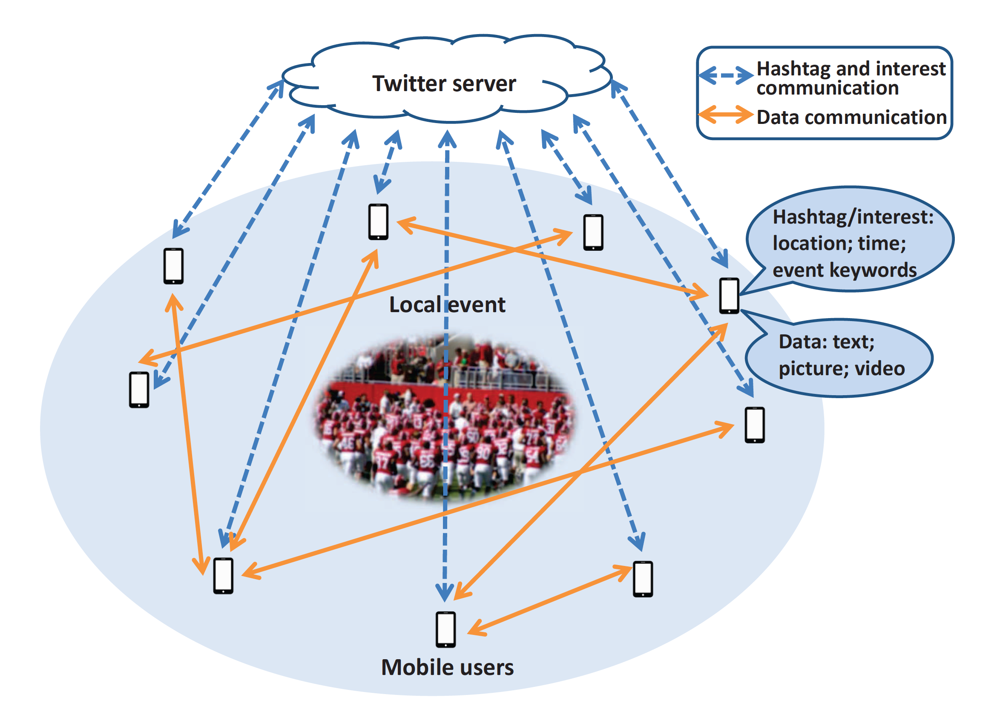 Twitter server
Hashtag and interest
communication
Data communication
Hashtag/interest:
location; time;
event keywords
Local event
Data: text;
picture; video
Mobile users